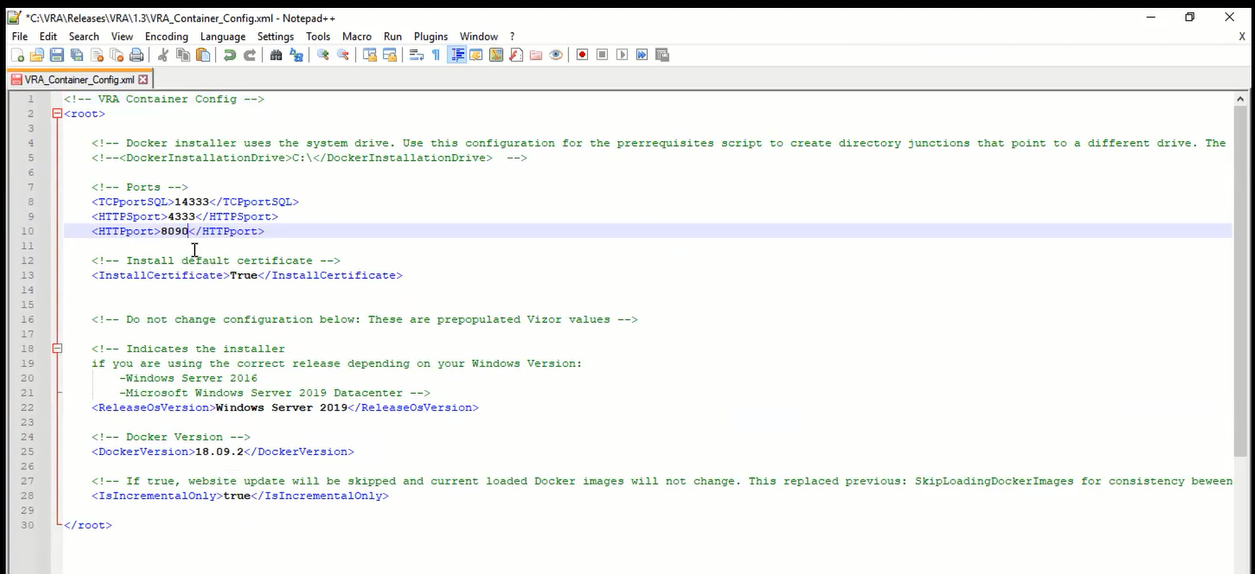 *C:\VRA\Releases\VRA\1.3\VRA_Container_Config.xml - Notepad++
File Edit Search View Encoding Language Settings Tools Macro Run Plugins Window ? X
VRA_Container_Config.xml
1 <!-- VRA Container Config -->
2 <root>
3
4 <!-- Docker installer uses the system drive. Use this configuration for the prerrequisites script to create directory junctions that point to a different drive. The
5 <!--<DockerInstallationDrive>C:\</DockerInstallationDrive> -->
6
7 <!-- Ports -->
8 <TCPportSQL>14333</TCPportSQL>
9 <HTTPSport>4333</HTTPSport>
10 <HTTPport>8090</HTTPport>
11
12 <!-- Install default certificate -->
13 <InstallCertificate>True</InstallCertificate>
14
15
16 <!-- Do not change configuration below: These are prepopulated Vizor values -->
17
18 <!-- Indicates the installer
19 if you are using the correct release depending on your Windows Version:
20 -Windows Server 2016
21 -Microsoft Windows Server 2019 Datacenter -->
22 <ReleaseOsVersion>Windows Server 2019</ReleaseOsVersion>
23
24 <!-- Docker Version -->
25 <DockerVersion>18.09.2</DockerVersion>
26
27 <!-- If true, website update will be skipped and current loaded Docker images will not change. This replaced previous: SkipLoadingDockerImages for consistency beween
28 <IsIncrementalOnly>true</IsIncrementalOnly>
29
30 </root>